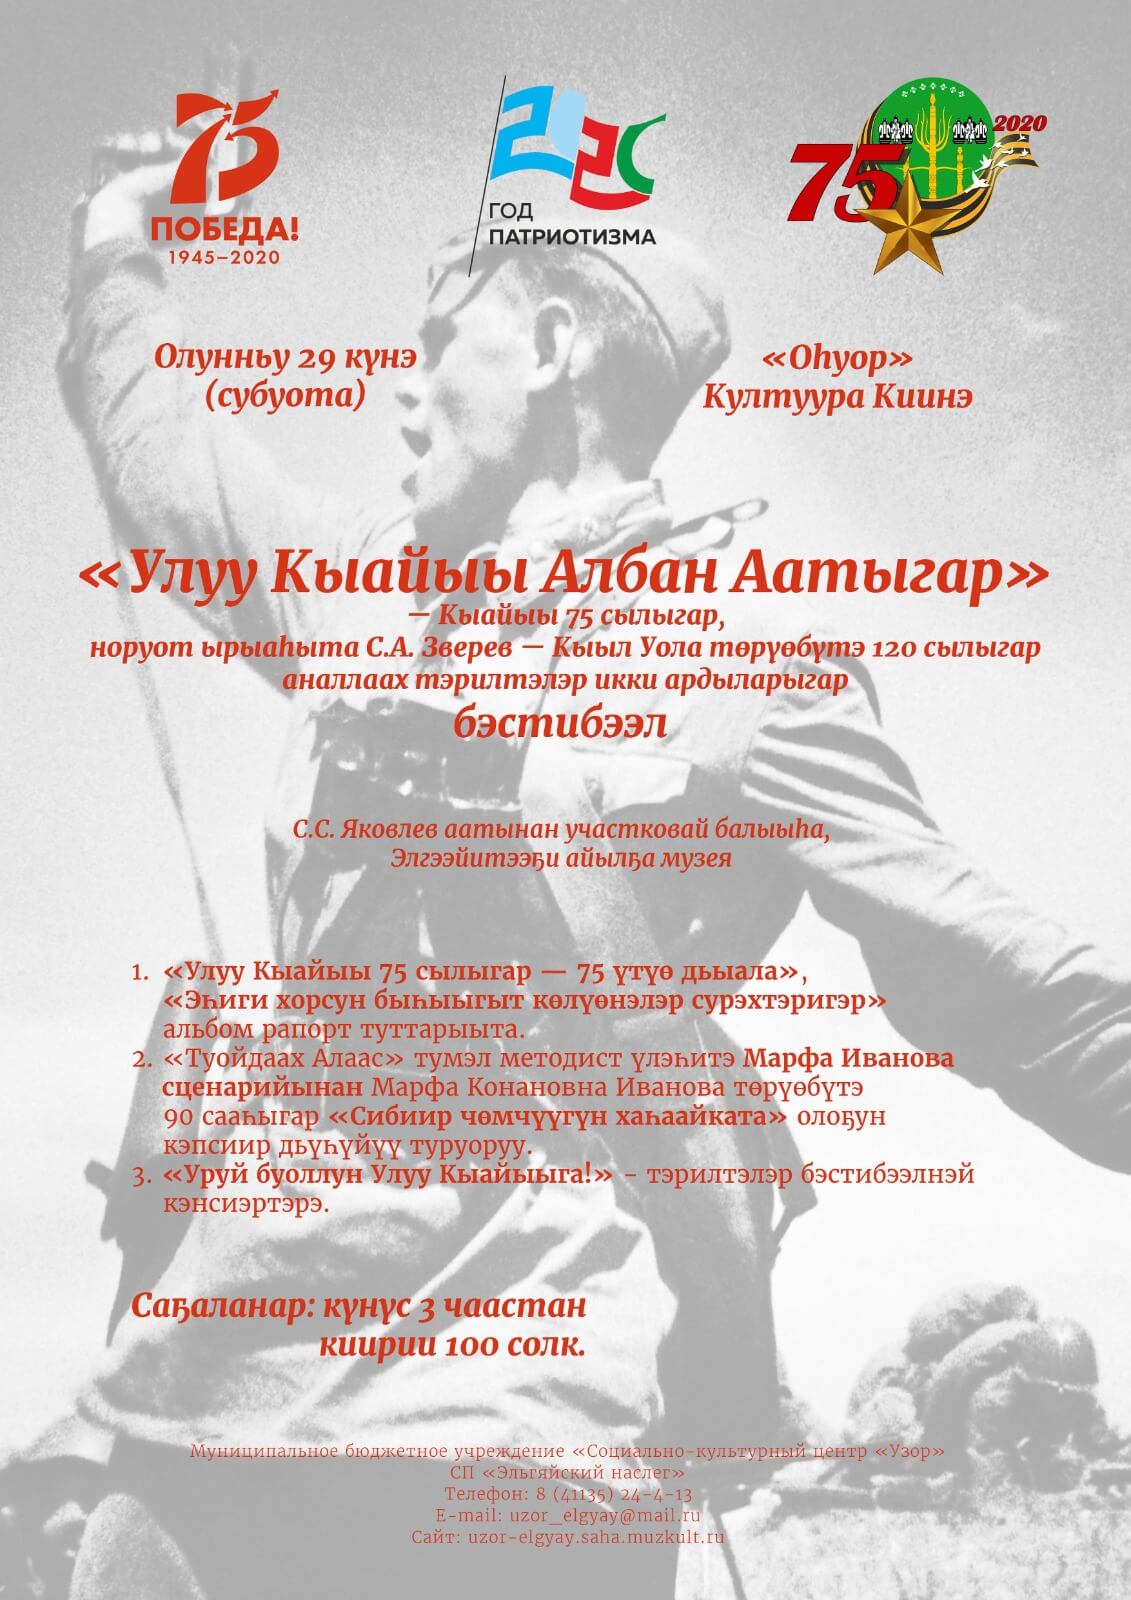 75
ПОБЕДА!
1945–2020
2020
ГОД
ПАТРИОТИЗМА
75
2020
Олунньу 29 күнэ
(субуота)
«Оһуор»
Култуура Киинэ
«Улуу Кыайыы Албан Аатыгар»
— Кыайыы 75 сылыгар,
норуот ырыаһыта С.А. Зверев — Кыыл Уола төрүөбүтэ 120 сылыгар
аналлаах тэрилтэлэр икки ардыларыгар
бэстибээл
С.С. Яковлев аатынан участковай балыыһа,
Элгээйитээҕи айылҕа музея
1. «Улуу Кыайыы 75 сылыгар — 75 үтүө дьыала»,
«Эһиги хорсун быһыыгыт көлүөнэлэр сурэхтэригэр»
альбом рапорт туттарыыта.
2. «Туойдаах Алаас» тумэл методист үлэһитэ Марфа Иванова
сценарийынан Марфа Конановна Иванова төрүөбүтэ
90 сааһыгар «Сибиир чөмчүүгүн хаһаайката» олоҕун
кэпсиир дьүһүйүү туруоруу.
3. «Уруй буоллун Улуу Кыайыыга!» - тэрилтэлэр бэстибээлнэй
кэнсиэртэрэ.
Саҕаланар: күнүс 3 чаастан
киирии 100 солк.
Муниципальное бюджетное учреждение «Социально-культурный центр «Узор»
СП «Эльгяйский наслег»
Телефон: 8 (41135) 24-4-13
E-mail: uzor_elgyay@mail.ru
Сайт: uzor-elgyay.saha.muzkult.ru